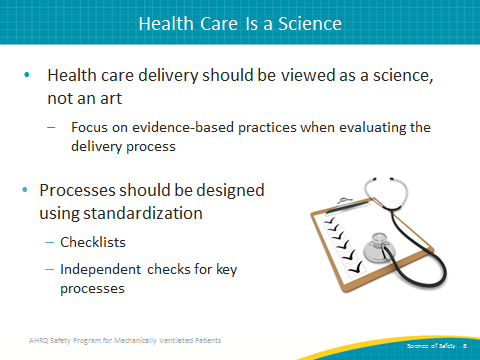 Health Care Is a Science
• Health care delivery should be viewed as a science,
not an art
– Focus on evidence-based practices when evaluating the
delivery process
• Processes should be designed
using standardization
– Checklists
– Independent checks for key
processes
AHRQ Safety Program for Mechanically Ventilated Patients
Science of Safety 8